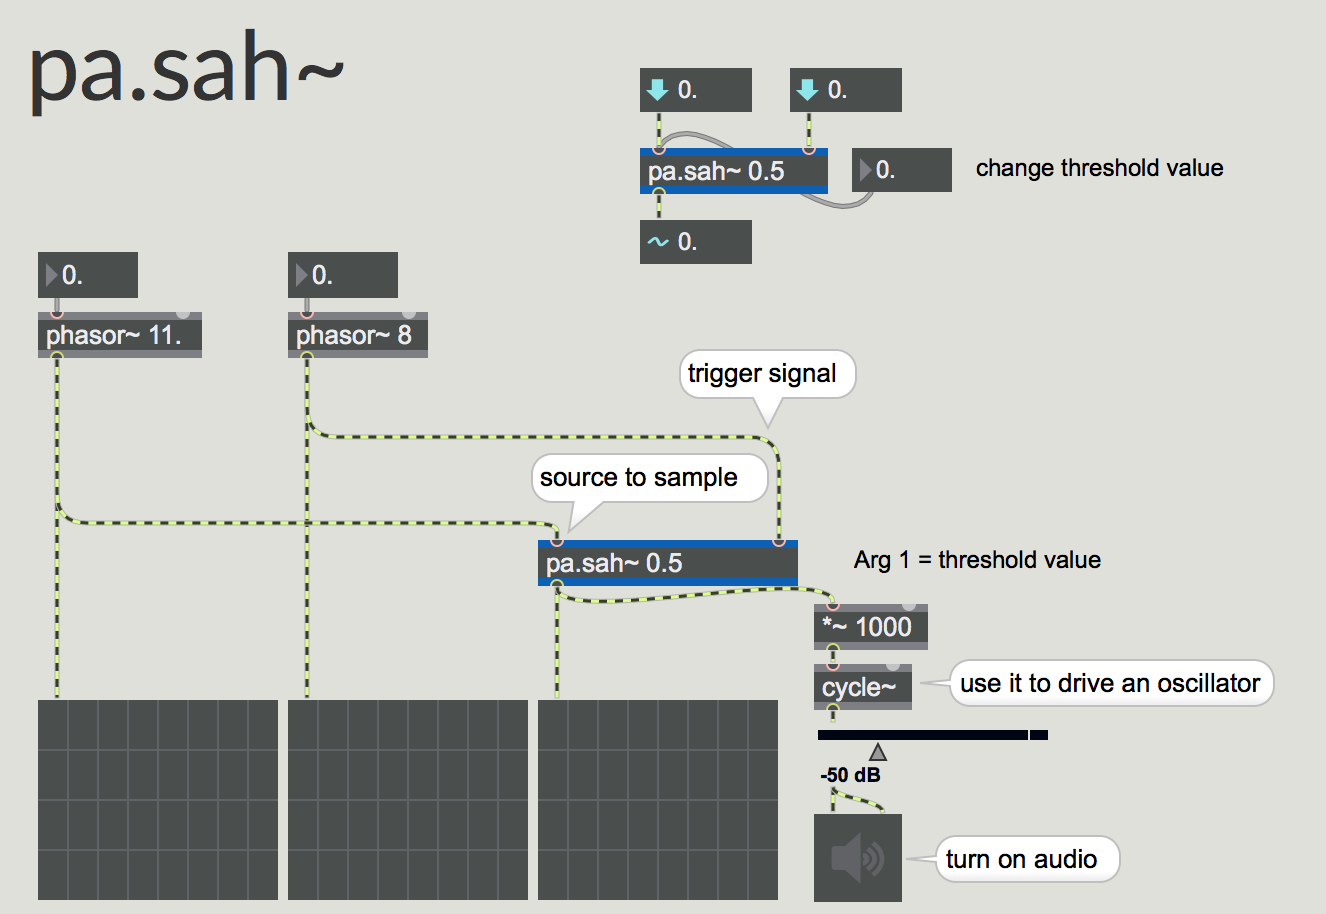 pa.sah~
0.
0.
pa.sah~ 0.5
0.
change threshold value
~ 0.
0.
0.
phasor~ 11.
phasor~ 8
trigger signal
source to sample
pa.sah~ 0.5
Arg 1 = threshold value
*~ 1000
cycle~
use it to drive an oscillator
-50 dB
turn on audio